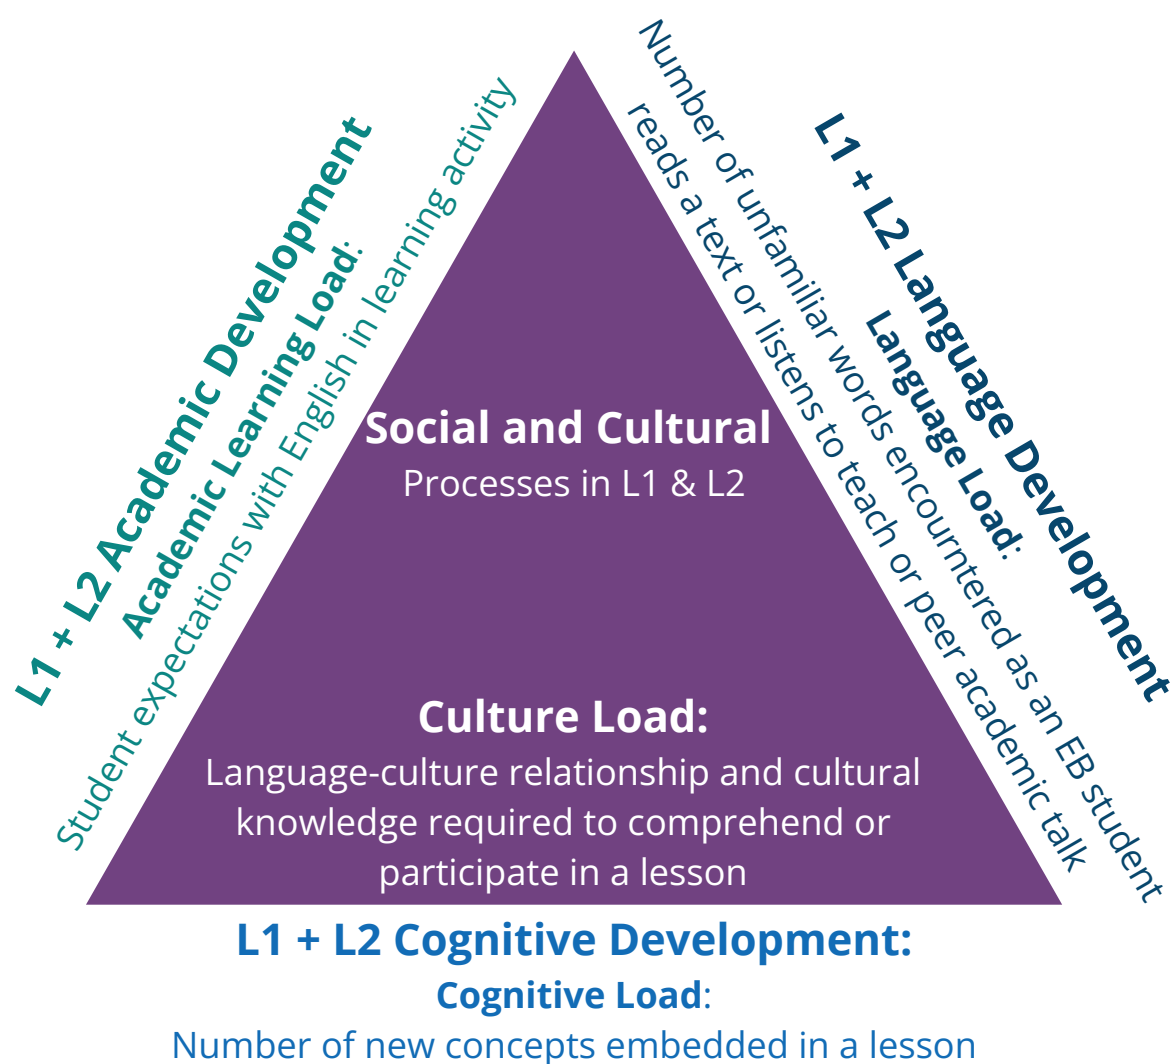 L1 + L2 Academic Development
Academic Learning Load:
Student expectations with English in learning activity
L1 + L2 Language Development
Language Load:
Number of unfamiliar words encourntered as an EB student
reads a text or listens to teach or peer academic talk
Social and Cultural
Processes in L1 & L2
Culture Load:
Language-culture relationship and cultural
knowledge required to comprehend or
participate in a lesson
L1 + L2 Cognitive Development:
Cognitive Load:
Number of new concepts embedded in a lesson